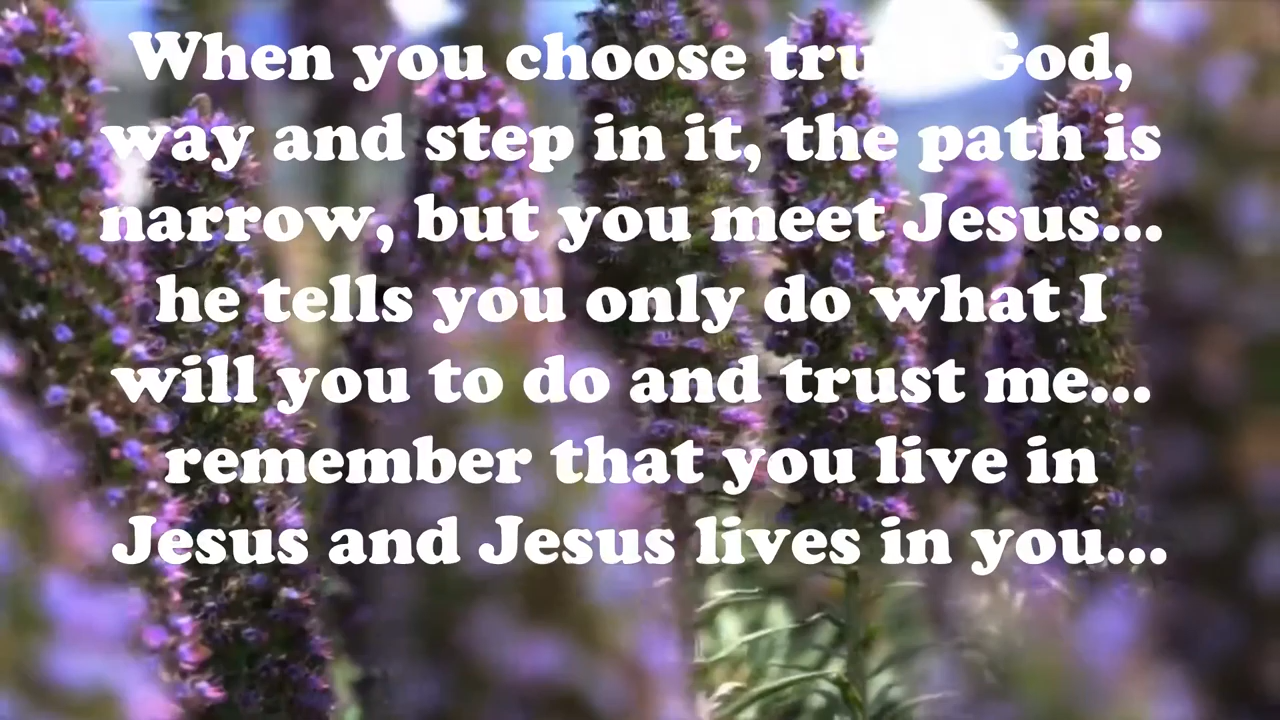 When you choose God,
way and step in it, the path is
narrow, but you meet Jesus...
he tells you only do what I
will you to do and trust me...
remember that you live in
Jesus and Jesus lives in you...